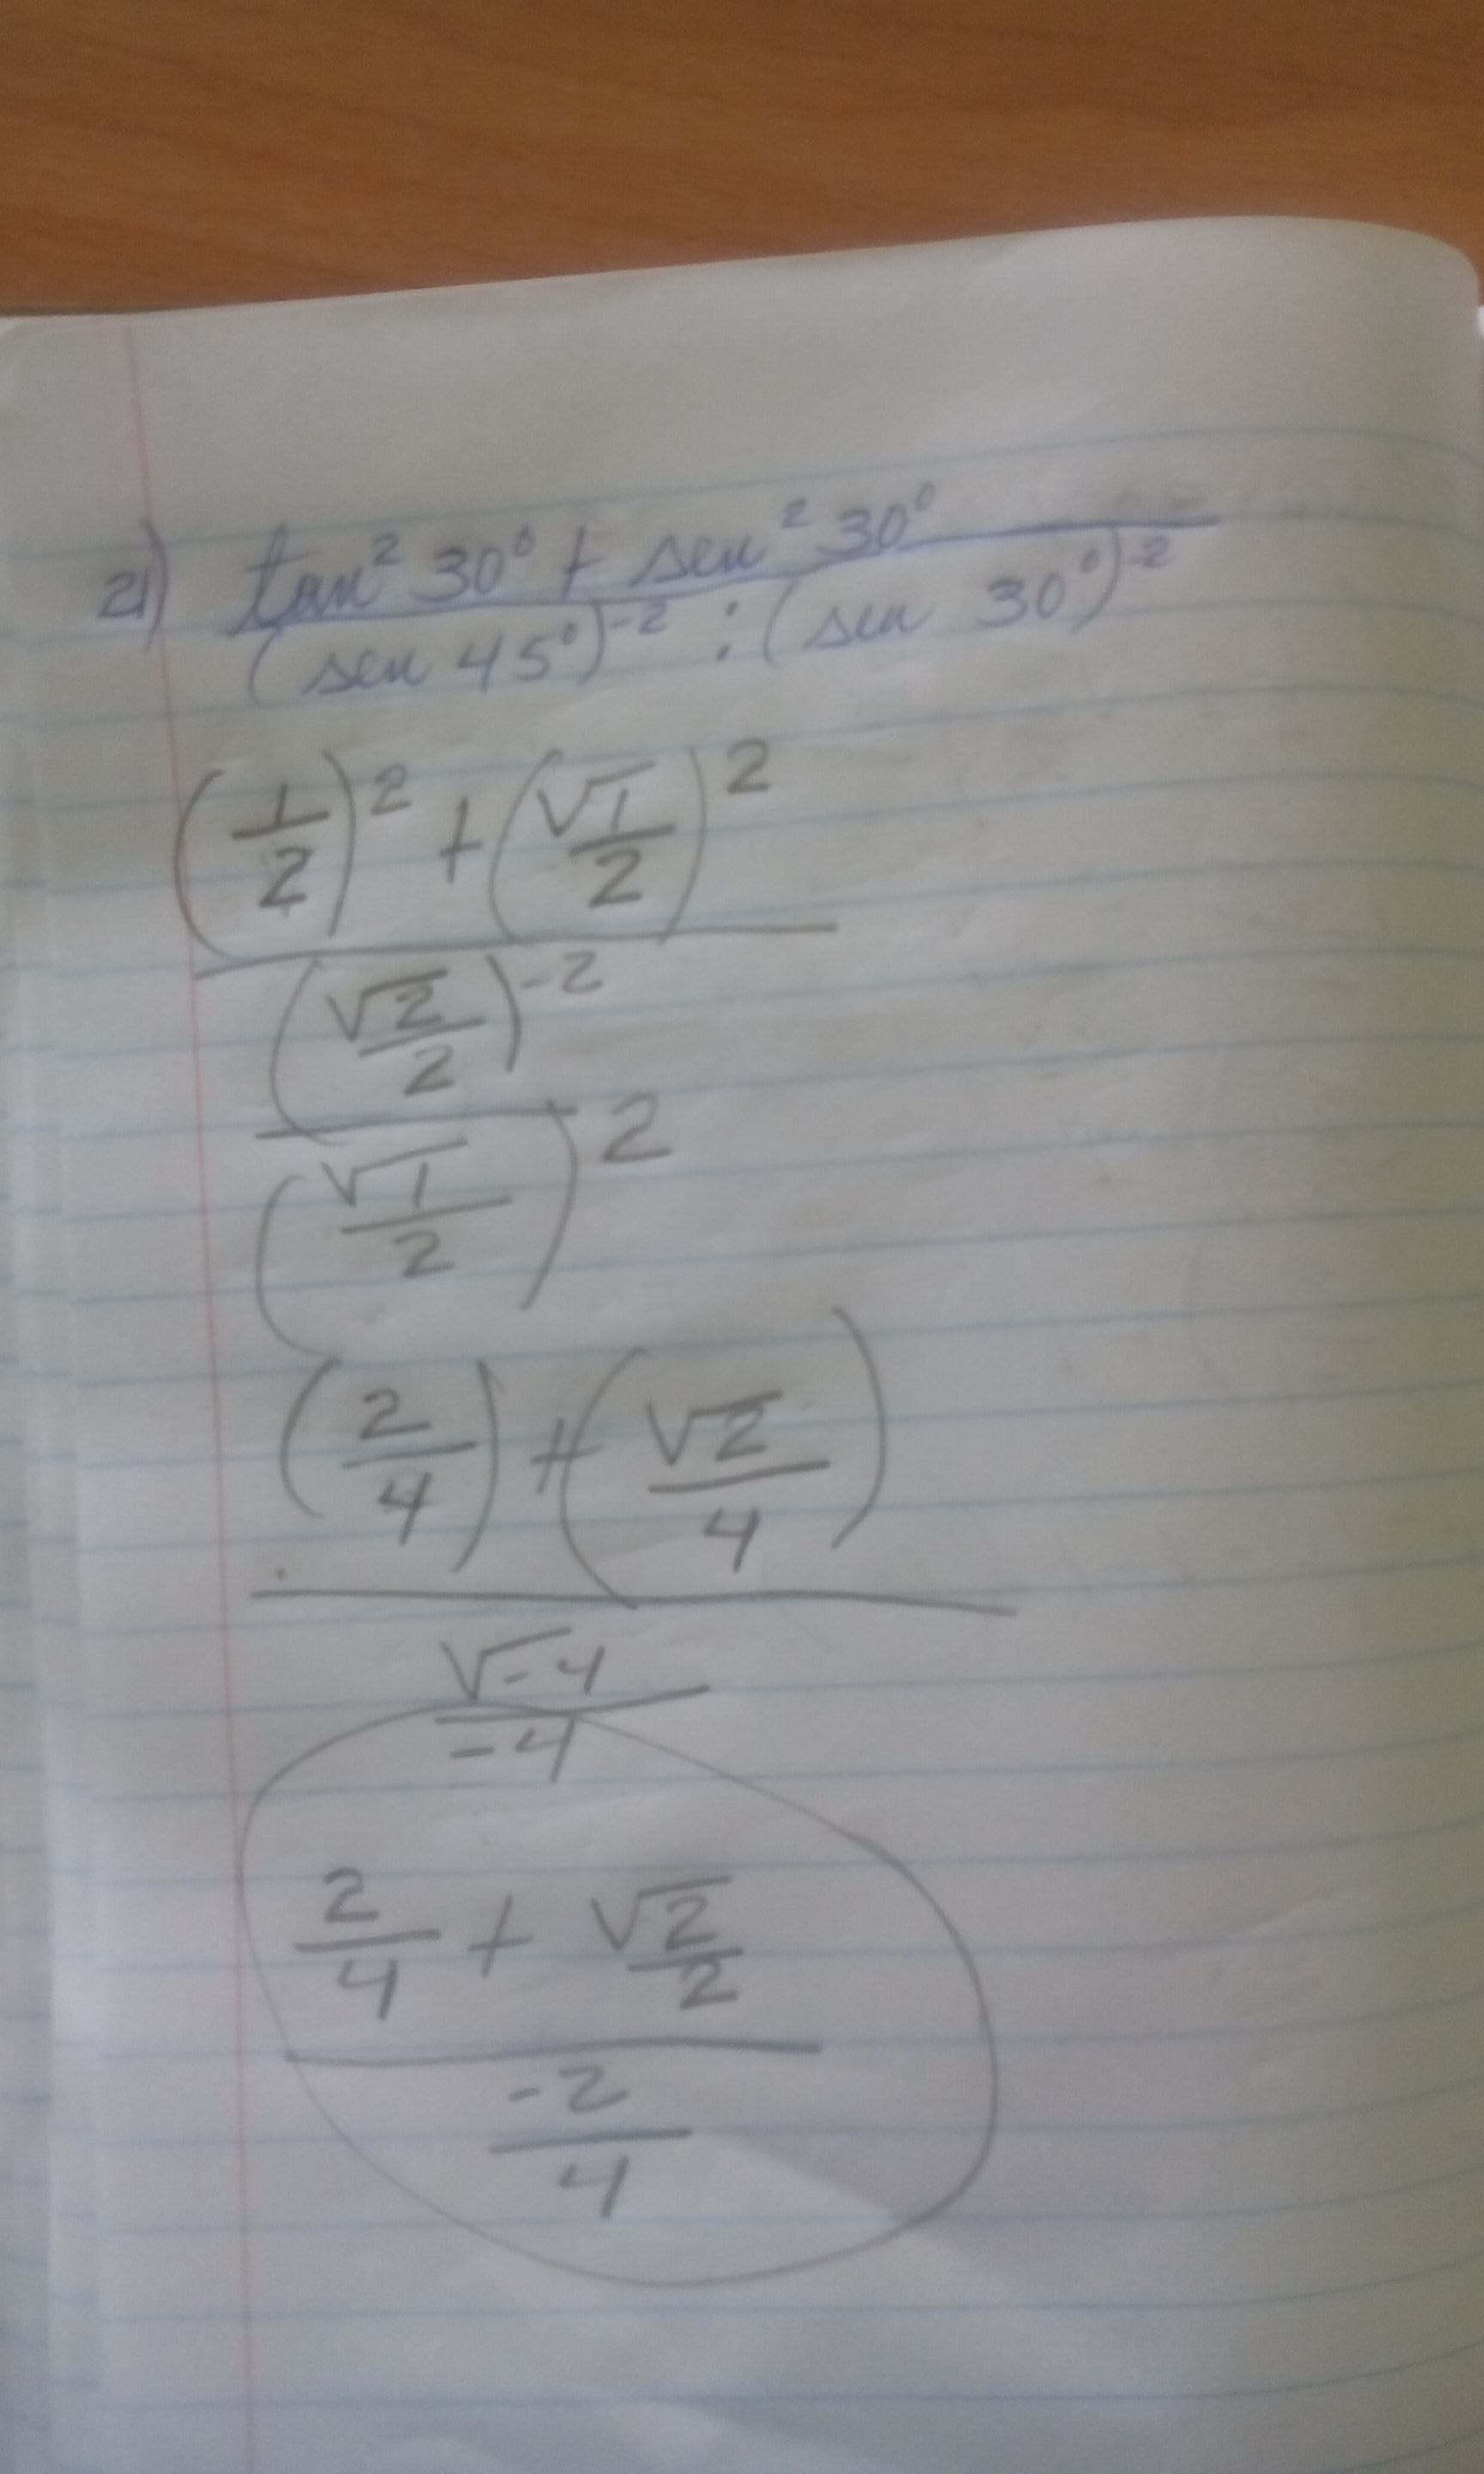 21) tan² 30° + sen² 30°
(sen 45°)⁻² : (sen 30°)⁻²
(1/2)² + (√1/2)²
(√2/2)⁻²
(√1/2)²
(2/4) + (√2/4)
√-4/-4
2/4 + √2/2
-2/4